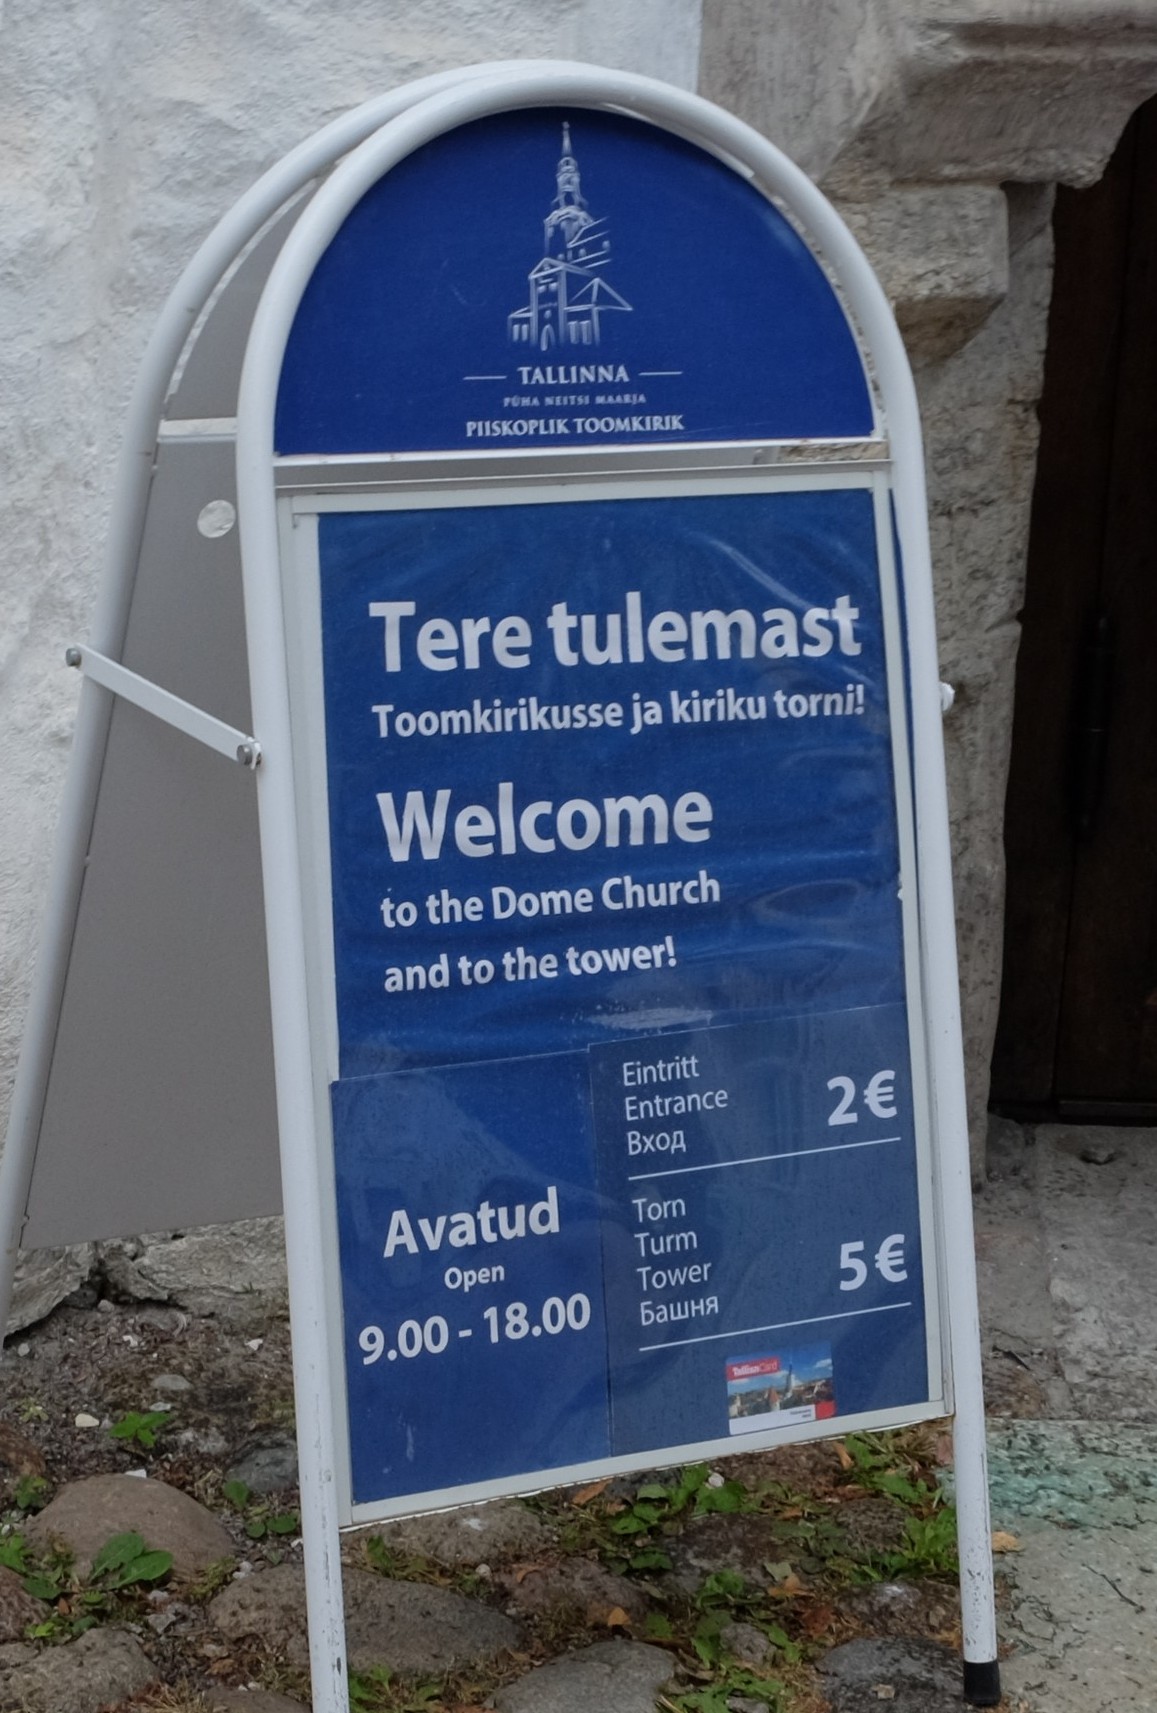 TALLINNA
PÜHA NEITSI MAARJA
PIISKOPLIK TOOMKIRIK
Tere tulemast
Toomkirikusse ja kiriku torni!
Welcome
to the Dome Church
and to the tower!
Avatud
Open
9.00 - 18.00
Eintritt
Entrance
Вход
2€
Torn
Turm
Tower
Башня
5€
TallinnCard